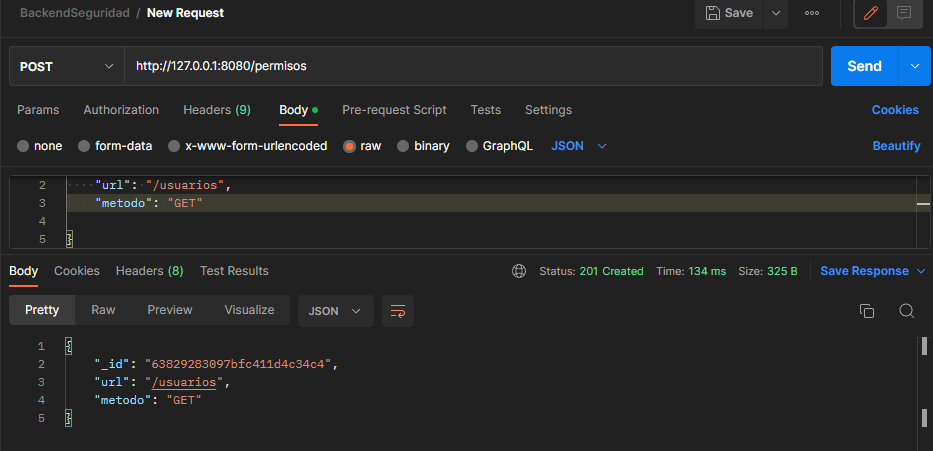 BackendSeguridad / New Request
Save
POST
http://127.0.0.1:8080/permisos
Send
Params Authorization Headers (9) Body Pre-request Script Tests Settings Cookies
none form-data x-www-form-urlencoded raw binary GraphQL JSON Beautify
2 "url": "/usuarios",
3 "metodo": "GET"
4
5 }
Body Cookies Headers (8) Test Results Status: 201 Created Time: 134 ms Size: 325 B Save Response
Pretty Raw Preview Visualize JSON
1 {
2 "_id": "63829283097bfc411d4c34c4",
3 "url": "/usuarios",
4 "metodo": "GET"
5 }